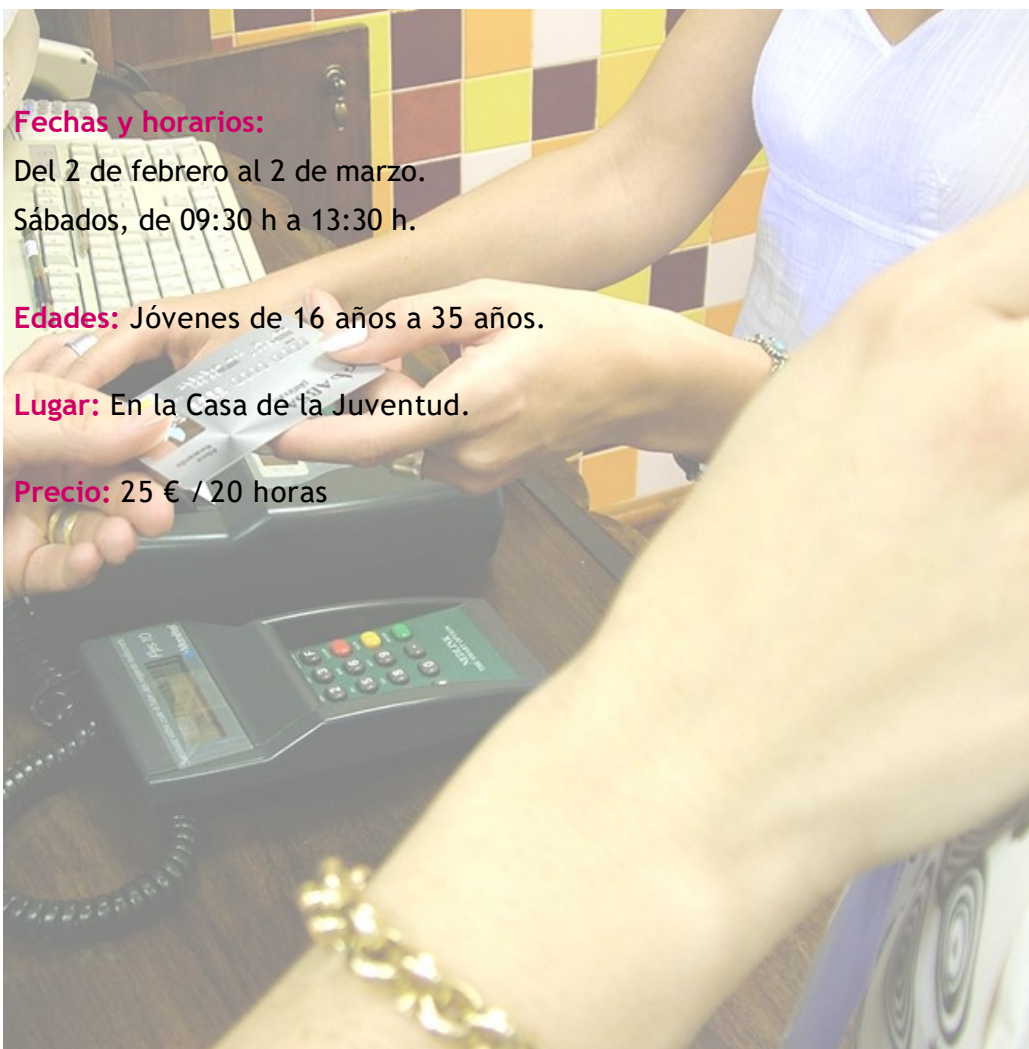 Fechas y horarios:
Del 2 de febrero al 2 de marzo.
Sábados, de 09:30 h a 13:30 h.
Edades: Jóvenes de 16 años a 35 años.
Lugar: En la Casa de la Juventud.
Precio: 25 € / 20 horas